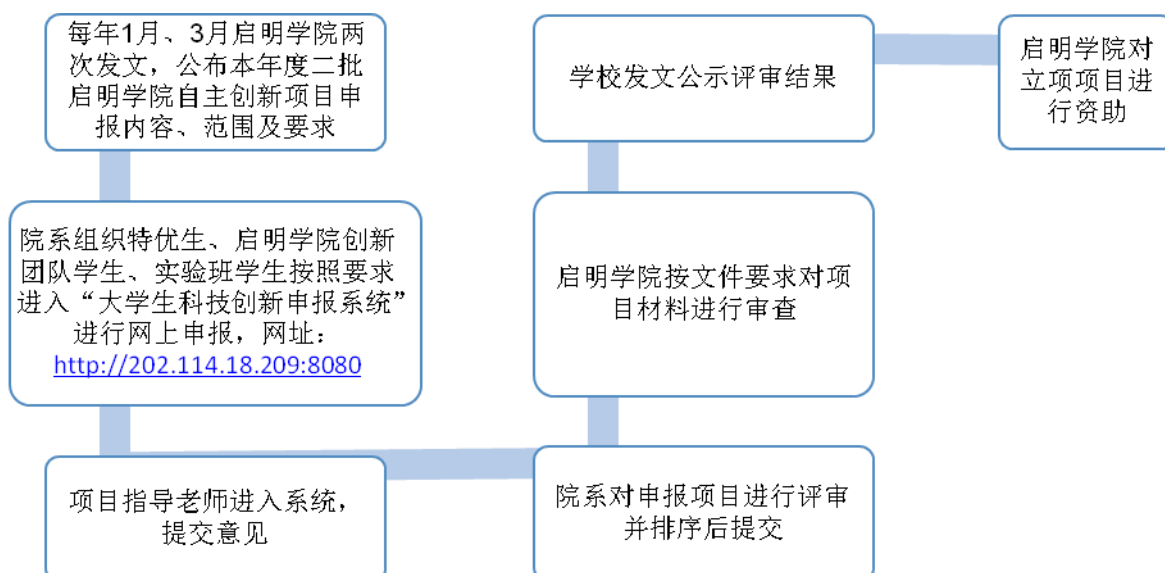 每年1月、3月启明学院两
次发文，公布本年度二批
启明学院自主创新项目申
报内容、范围及要求
院系组织特优生、启明学院创新
团队学生、实验班学生按照要求
进入“大学生科技创新申报系统”
进行网上申报，网址：
http://202.114.18.209:8080
项目指导老师进入系统，
提交意见
院系对申报项目进行评审
并排序后提交
启明学院按文件要求对项
目材料进行审查
学校发文公示评审结果
启明学院对
立项项目进
行资助